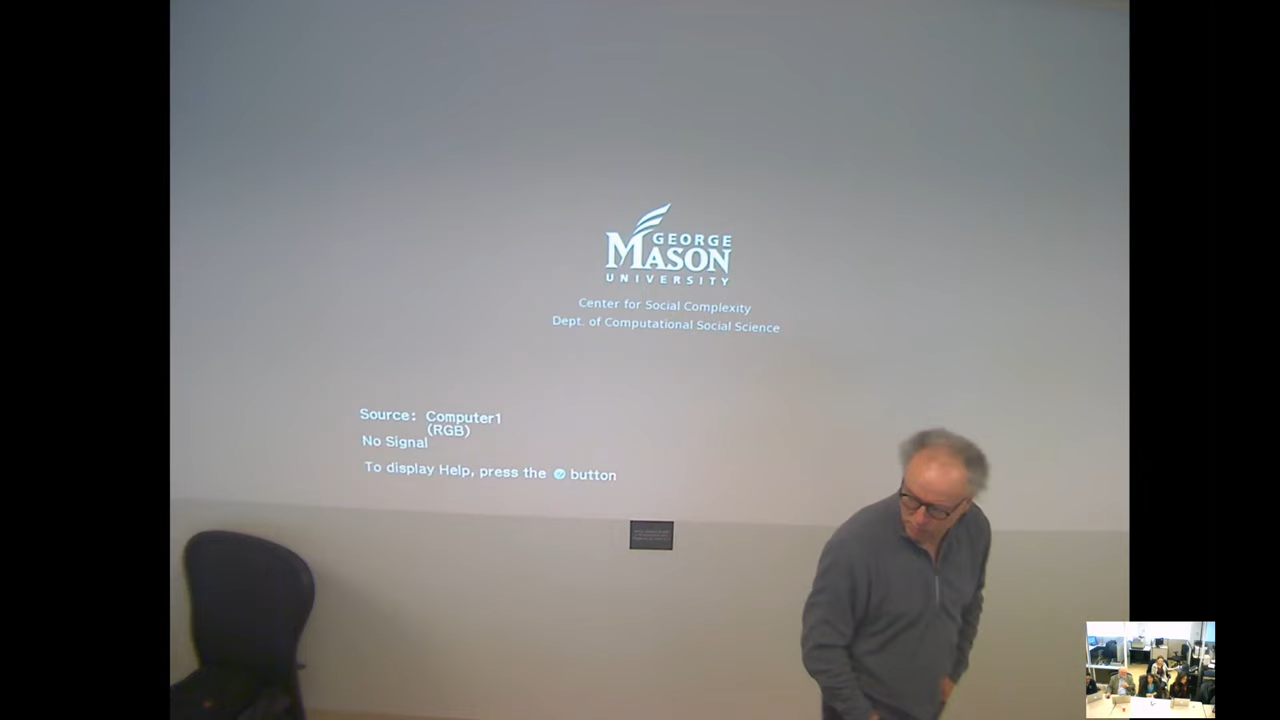 GEORGE
MASON
UNIVERSITY
Center for Social Complexity
Dept. of Computational Social Science
Source: Computer1
(RGB)
No Signal
To display Help, press the button